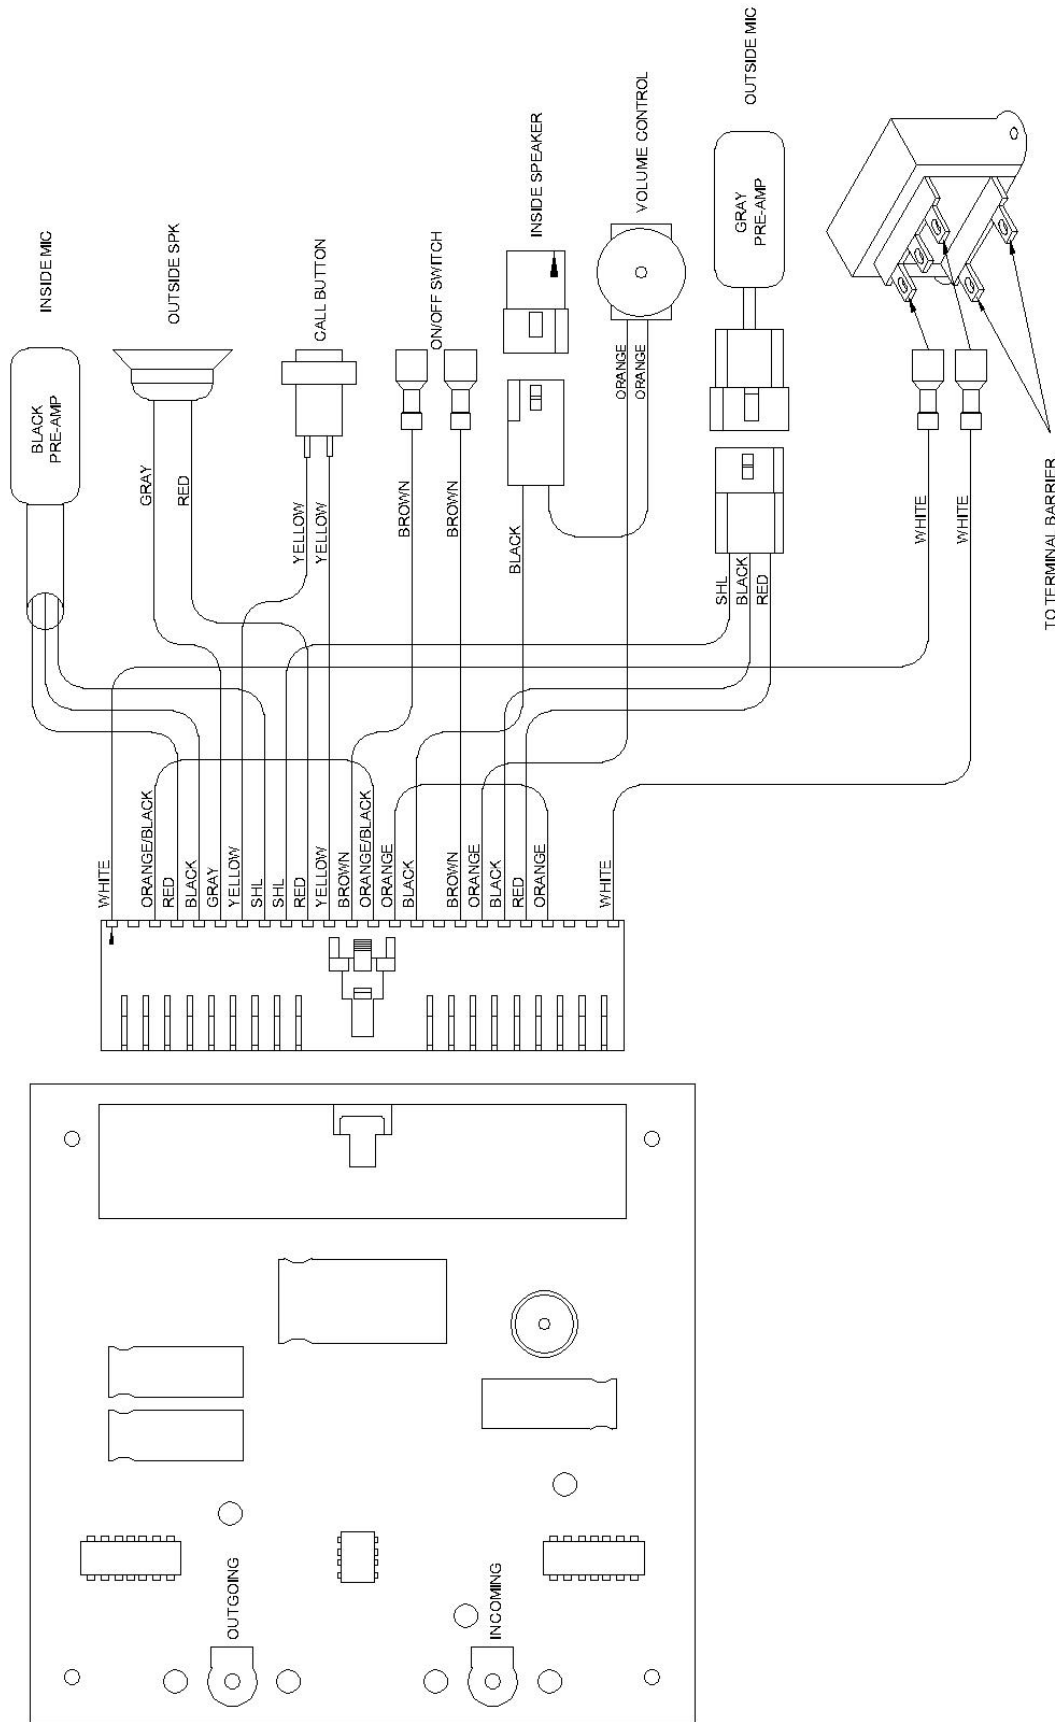 INSIDE MIC
OUTSIDE SPK
CALL BUTTON
ON/OFF SWITCH
INSIDE SPEAKER
VOLUME CONTROL
OUTSIDE MIC
BLACK
PRE-AMP
GRAY
PRE-AMP
GRAY
RED
YELLOW
YELLOW
BROWN
BROWN
BLACK
ORANGE
ORANGE
SHL
BLACK
RED
WHITE
WHITE
TO TERMINAL BARRIER
WHITE
ORANGE/BLACK
RED
BLACK
GRAY
YELLOW
SHL
SHL
RED
YELLOW
BROWN
ORANGE/BLACK
ORANGE
BLACK
BROWN
ORANGE
BLACK
RED
ORANGE
WHITE
OUTGOING
INCOMING